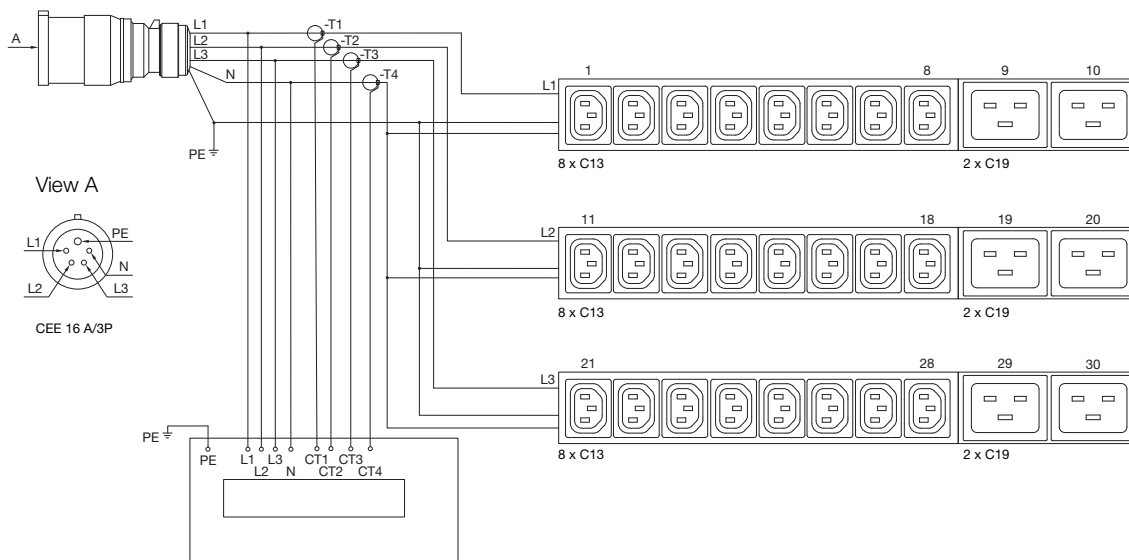 A
L1
L2
L3
N
-T1
-T2
-T3
-T4
PE
View A
L1
PE
N
L2
L3
CEE 16 A/3P
1
8
9
10
L1
8 x C13
2 x C19
11
18
19
20
L2
8 x C13
2 x C19
21
28
29
30
L3
8 x C13
2 x C19
PE
PE
L1
L2
L3
N
CT1
CT2
CT3
CT4